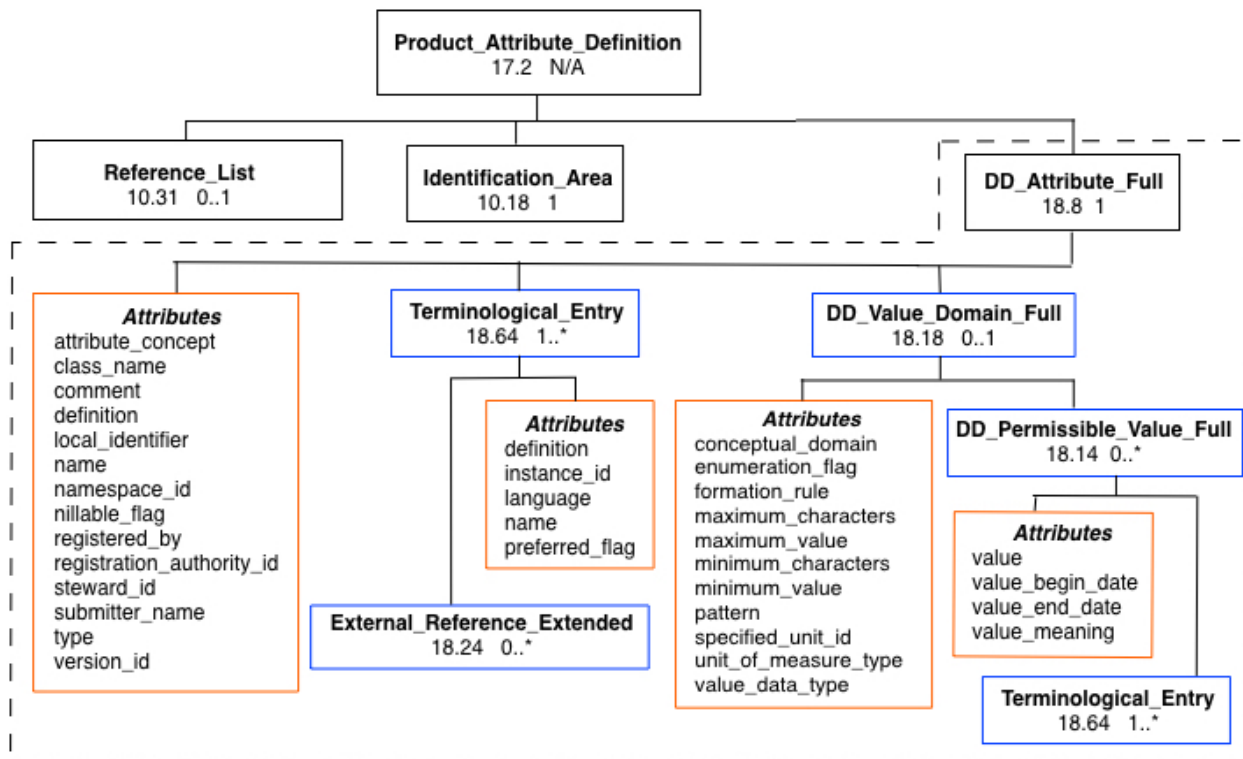 Product_Attribute_Definition
17.2 N/A
Reference_List
10.31 0..1
Identification_Area
10.18 1
DD_Attribute_Full
18.8 1
Attributes
attribute_concept
class_name
comment
definition
local_identifier
name
namespace_id
nillable_flag
registered_by
registration_authority_id
steward_id
submitter_name
type
version_id
Terminological_Entry
18.64 1..*
Attributes
definition
instance_id
language
name
preferred_flag
External_Reference_Extended
18.24 0..*
DD_Value_Domain_Full
18.18 0..1
Attributes
conceptual_domain
enumeration_flag
formation_rule
maximum_characters
maximum_value
minimum_characters
minimum_value
pattern
specified_unit_id
unit_of_measure_type
value_data_type
DD_Permissible_Value_Full
18.14 0..*
Attributes
value
value_begin_date
value_end_date
value_meaning
Terminological_Entry
18.64 1..*